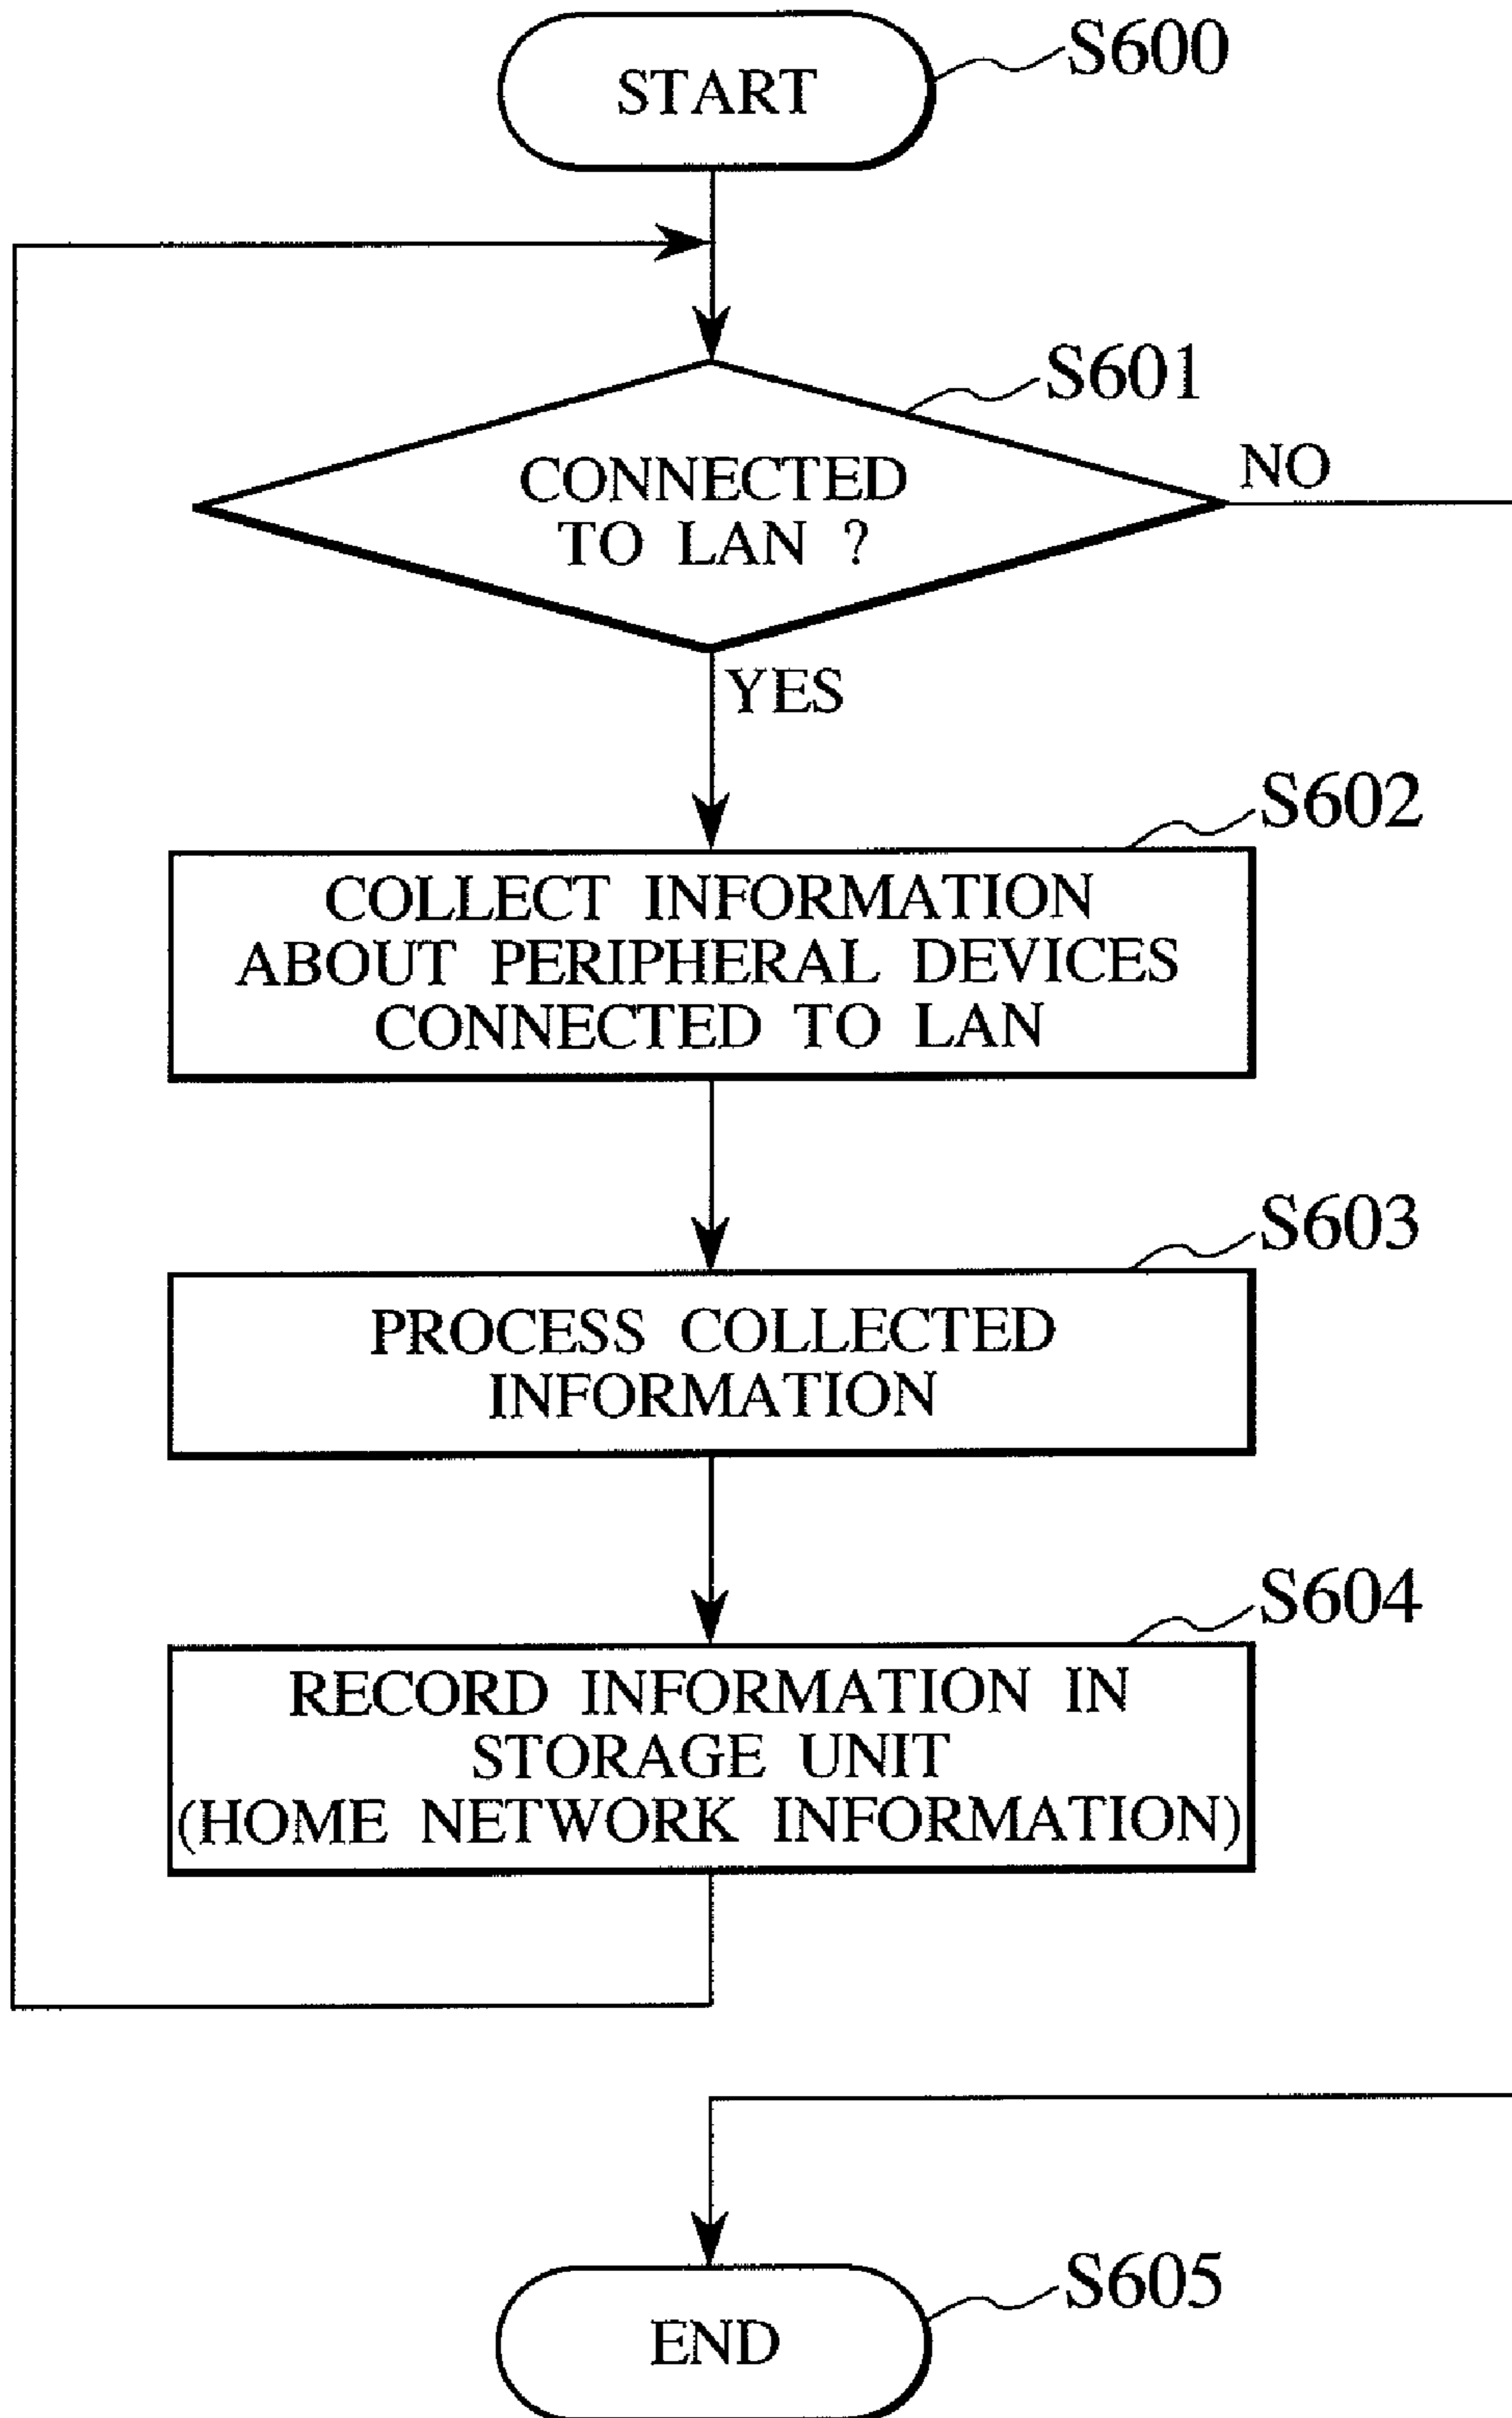 START
S600
S601
CONNECTED
TO LAN ?
NO
YES
S602
COLLECT INFORMATION
ABOUT PERIPHERAL DEVICES
CONNECTED TO LAN
S603
PROCESS COLLECTED
INFORMATION
S604
RECORD INFORMATION IN
STORAGE UNIT
(HOME NETWORK INFORMATION)
S605
END